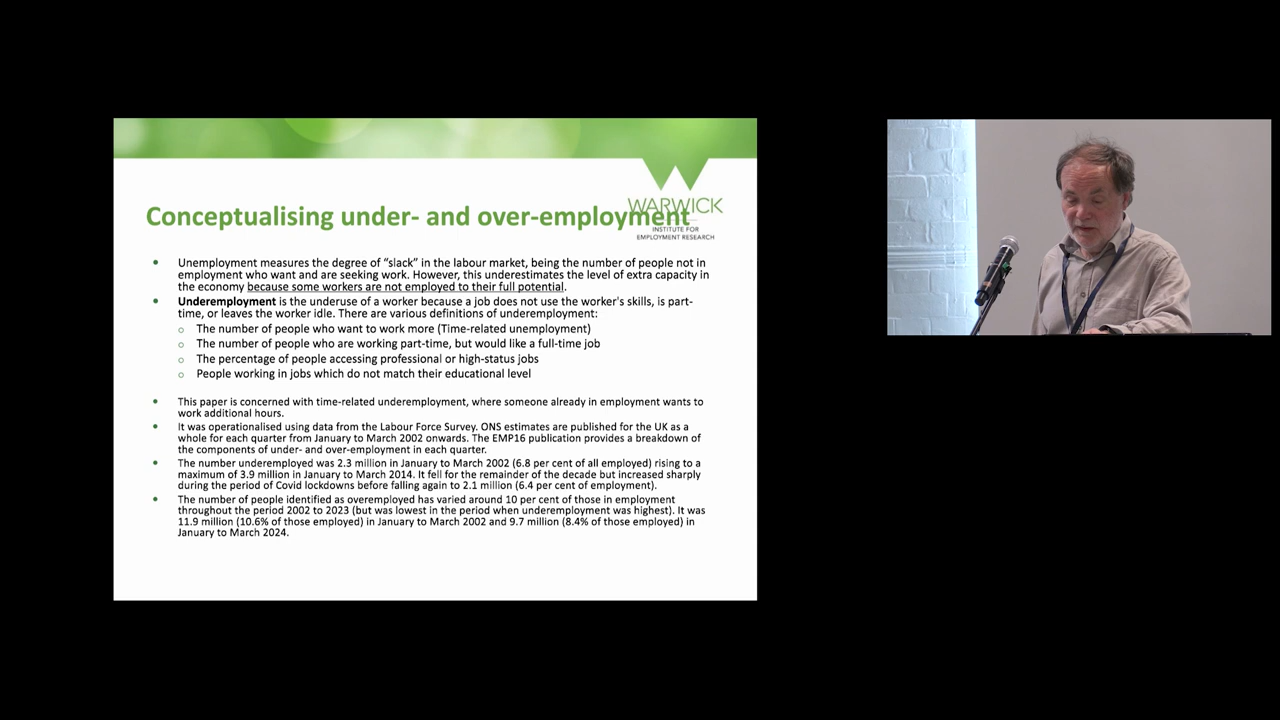 WARWICK
INSTITUTE FOR
EMPLOYMENT RESEARCH
Conceptualising under- and over-employment
• Unemployment measures the degree of “slack” in the labour market, being the number of people not in
employment who want and are seeking work. However, this underestimates the level of extra capacity in
the economy because some workers are not employed to their full potential.
• Underemployment is the underuse of a worker because a job does not use the worker's skills, is part-
time, or leaves the worker idle. There are various definitions of underemployment:
o The number of people who want to work more (Time-related unemployment)
o The number of people who are working part-time, but would like a full-time job
o The percentage of people accessing professional or high-status jobs
o People working in jobs which do not match their educational level
• This paper is concerned with time-related underemployment, where someone already in employment wants to
work additional hours.
• It was operationalised using data from the Labour Force Survey. ONS estimates are published for the UK as a
whole for each quarter from January to March 2002 onwards. The EMP16 publication provides a breakdown of
the components of under- and over-employment in each quarter.
• The number underemployed was 2.3 million in January to March 2002 (6.8 per cent of all employed) rising to a
maximum of 3.9 million in January to March 2014. It fell for the remainder of the decade but increased sharply
during the period of Covid lockdowns before falling again to 2.1 million (6.4 per cent of employment).
• The number of people identified as overemployed has varied around 10 per cent of those in employment
throughout the period 2002 to 2023 (but was lowest in the period when underemployment was highest). It was
11.9 million (10.6% of those employed) in January to March 2002 and 9.7 million (8.4% of those employed) in
January to March 2024.